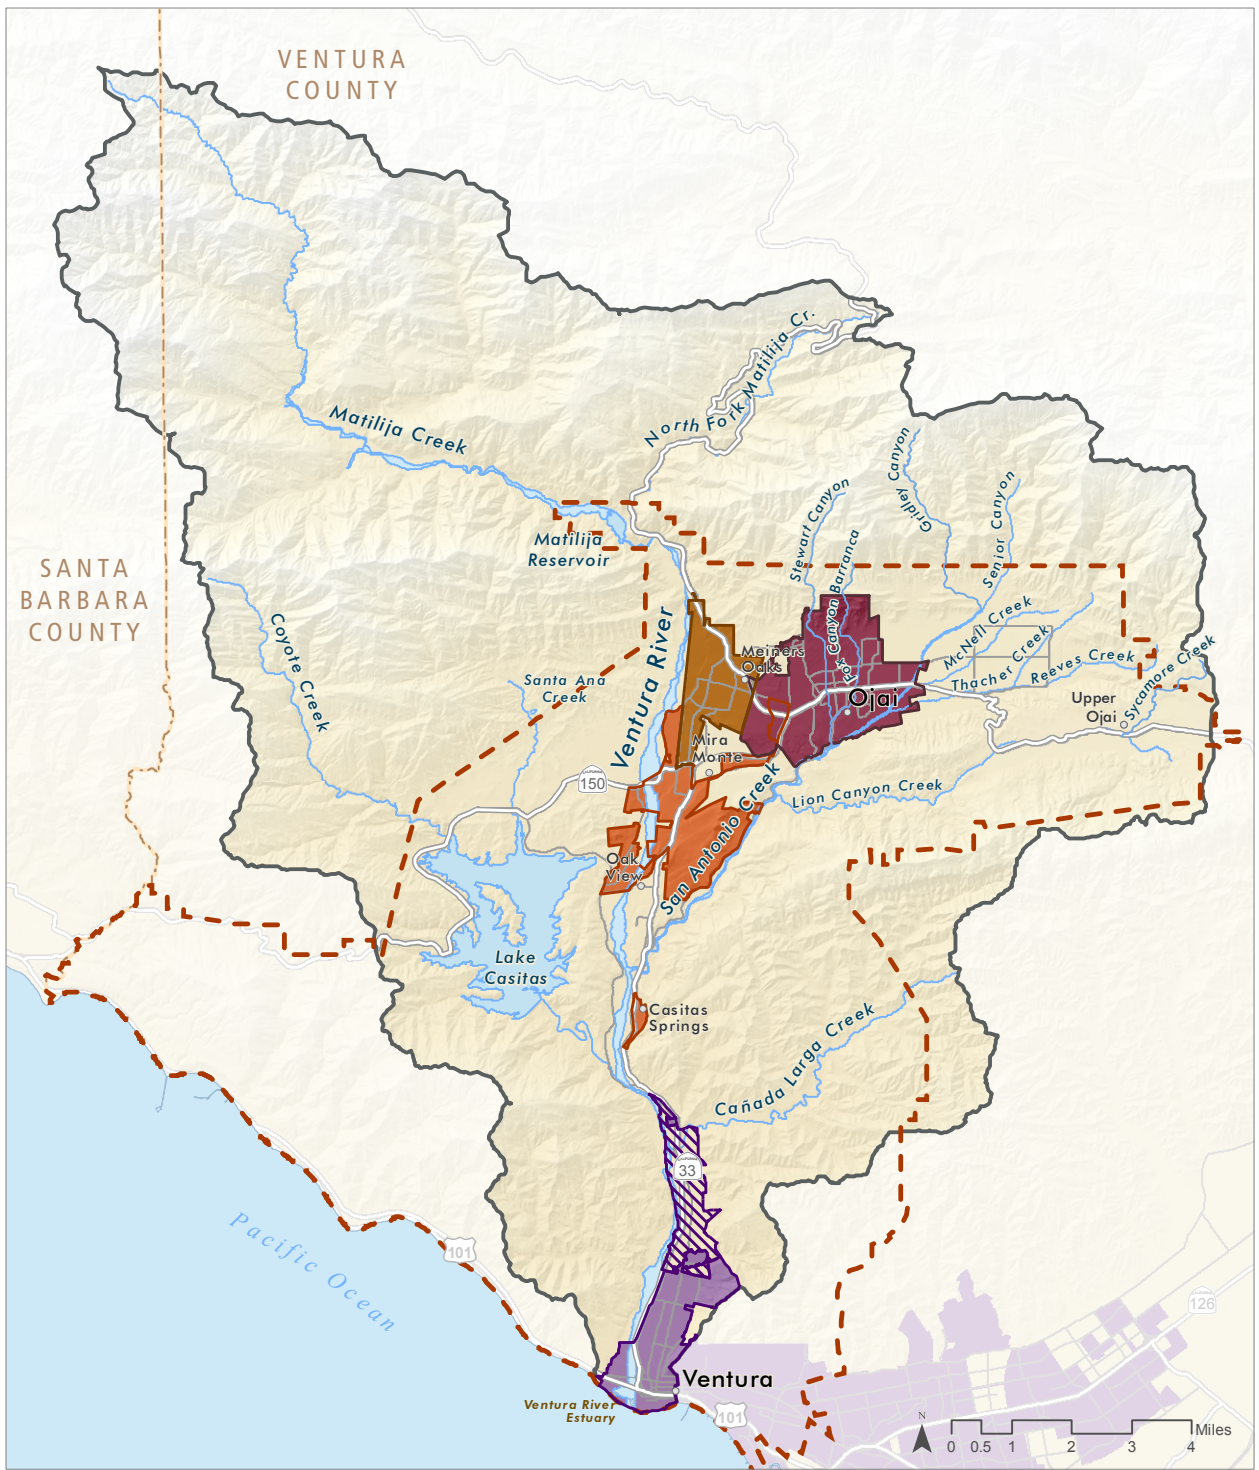 VENTURA
COUNTY
North Fork Matilija Cr.
Matilija Creek
Gridley Canyon
Senior Canyon
Stewart Canyon
Fox Canyon Barranca
Matilija
Reservoir
SANTA
BARBARA
COUNTY
Coyote Creek
Ventura River
McNell Creek
Thacher Creek
Reeves Creek
Sycamore Creek
Meiners
Oaks
Santa Ana
Creek
Ojai
Upper
Ojai
Mira
Monte
CALIFORNIA
150
Lion Canyon Creek
San Antonio Creek
Oak
View
Lake
Casitas
Casitas
Springs
Cañada Larga Creek
CALIFORNIA
33
Pacific Ocean
101
126
Ventura
Ventura River
Estuary
101
N
0 0.5 1 2 3 4 Miles